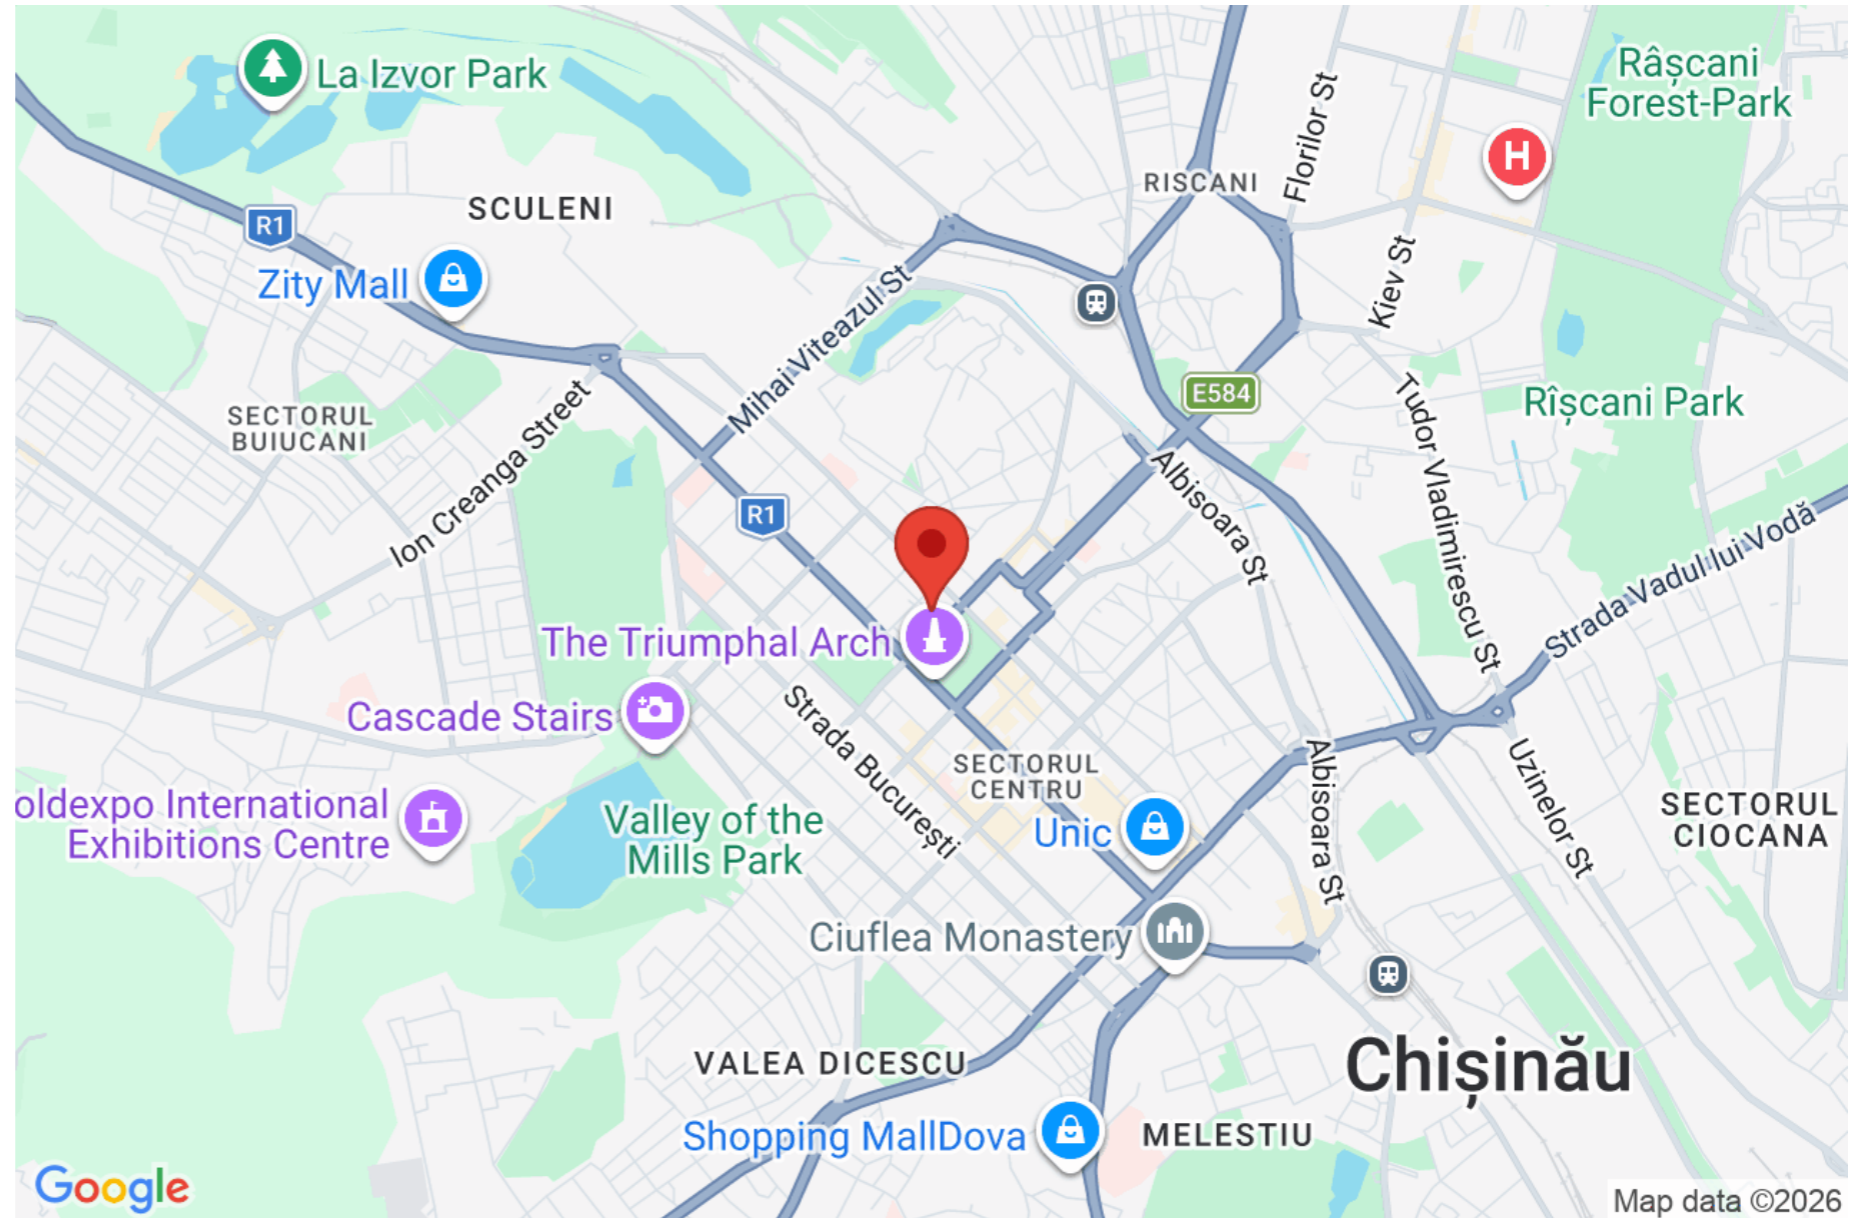 La Izvor Park
Râșcani
Forest-Park
H
Florilor St
RISCANI
SCULENI
R1
Kiev St
Zity Mall
Mihai Viteazul St
E584
Rîșcani Park
SECTORUL
BUIUCANI
Ion Creanga Street
Tudor Vladimirescu St
Albisoara St
R1
Strada Vadul lui Vodă
The Triumphal Arch
Cascade Stairs
Strada București
SECTORUL
CENTRU
Albisoara St
Uzinelor St
SECTORUL
CIOCANA
oldexpo International
Exhibitions Centre
Valley of the
Mills Park
Unic
Ciuflea Monastery
VALEA DICESCU
Chișinău
Shopping MallDova
MELESTIU
Google
Map data ©2026